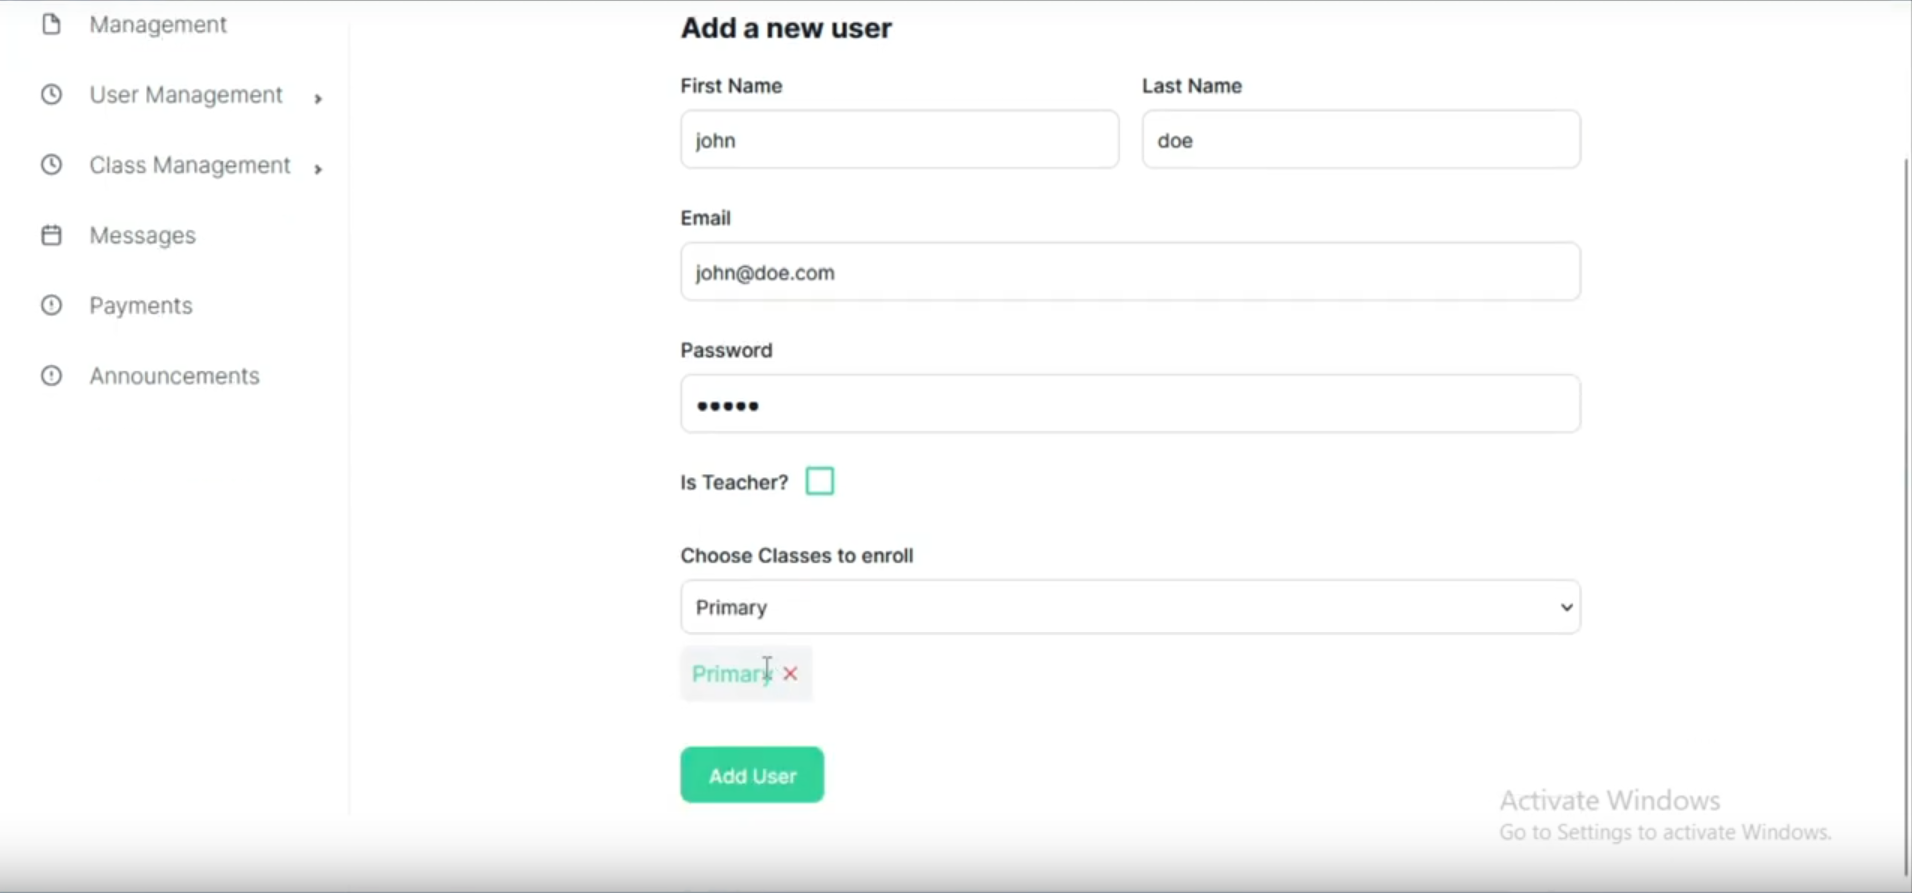 Management
User Management
Class Management
Messages
Payments
Announcements
Add a new user
First Name
Last Name
john
doe
Email
john@doe.com
Password
•••••
Is Teacher?
Choose Classes to enroll
Primary
Primary ×
Add User
Activate Windows
Go to Settings to activate Windows.